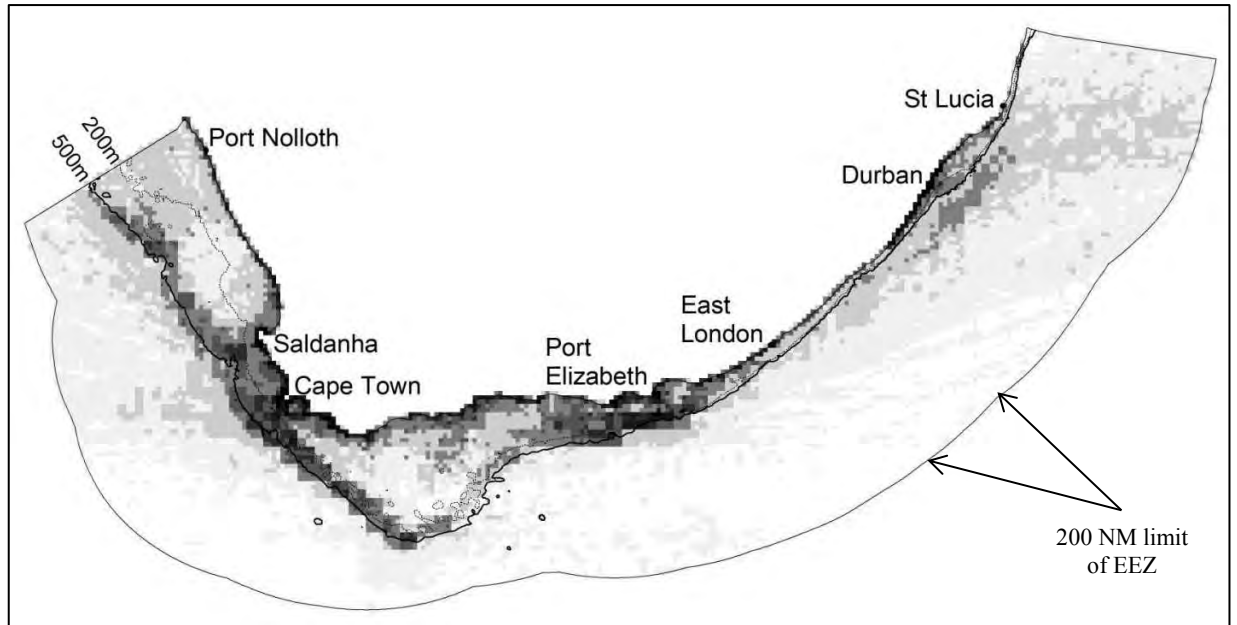 St Lucia
Port Nolloth
200m
500m
Durban
East
London
Saldanha
Port
Elizabeth
Cape Town
200 NM limit
of EEZ